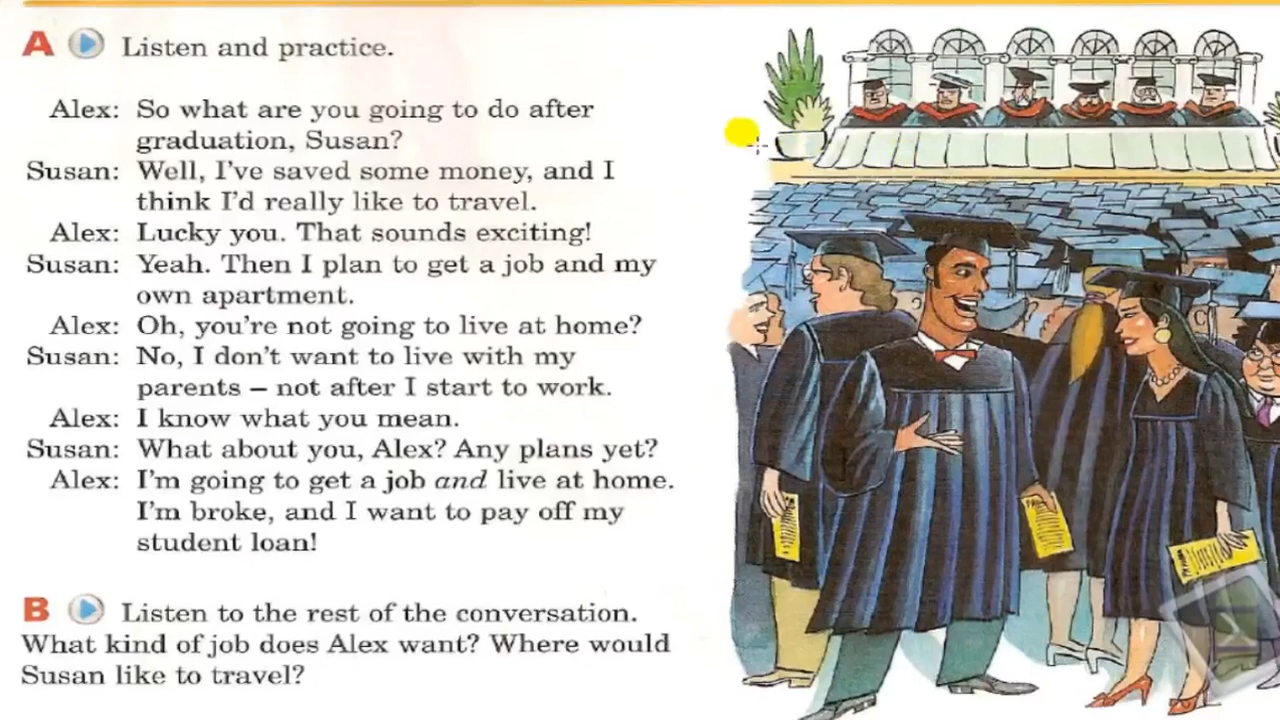 A Listen and practice.
Alex: So what are you going to do after
graduation, Susan?
Susan: Well, I've saved some money, and I
think I'd really like to travel.
Alex: Lucky you. That sounds exciting!
Susan: Yeah. Then I plan to get a job and my
own apartment.
Alex: Oh, you're not going to live at home?
Susan: No, I don't want to live with my
parents – not after I start to work.
Alex: I know what you mean.
Susan: What about you, Alex? Any plans yet?
Alex: I'm going to get a job and live at home.
I'm broke, and I want to pay off my
student loan!
B Listen to the rest of the conversation.
What kind of job does Alex want? Where would
Susan like to travel?